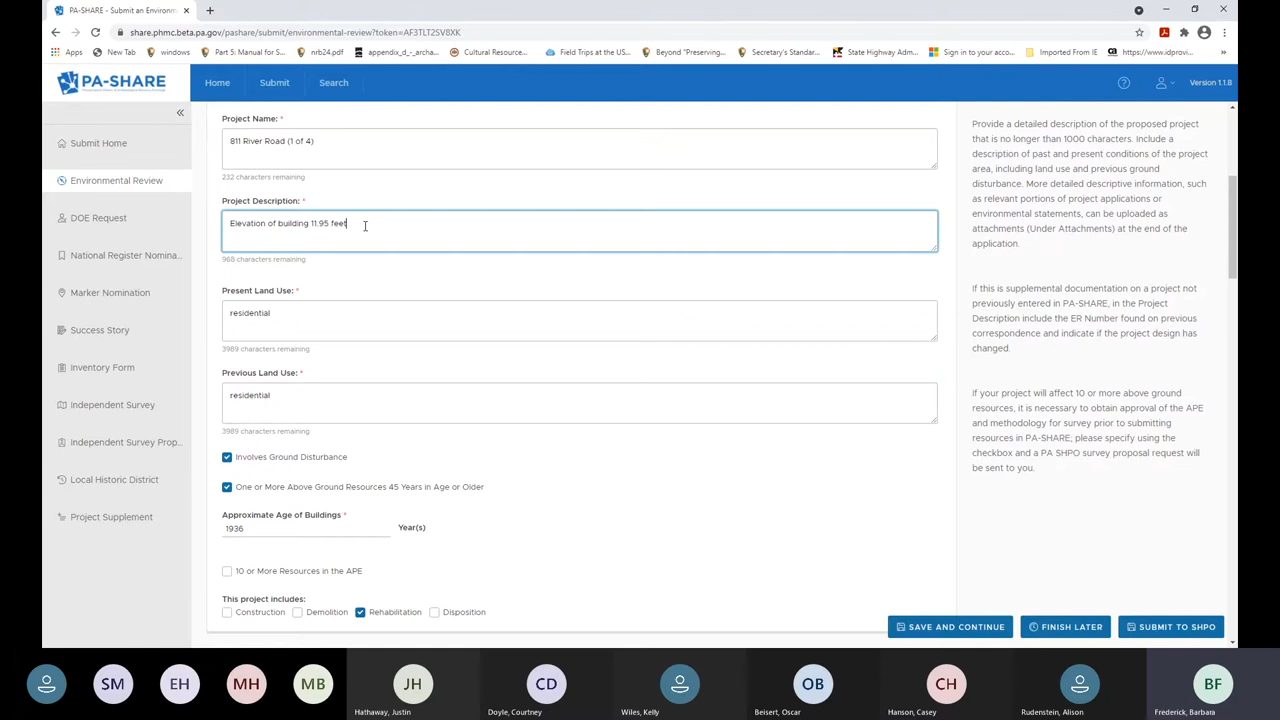 PA-SHARE - Submit an Environm
share.phmc.beta.pa.gov/pashare/submit/environmental-review?token=AF3TLT2SV8XK
Apps New Tab windows Part 5: Manual for S... nrb24.pdf appendix_d_-_archa... Cultural Resource... Field Trips at the US... Beyond "Preserving... Secretary's Standar... State Highway Adm... Sign in to your acco... Imported From IE https://www.idprovi...
PA-SHARE
Home Submit Search
Version 1.1.8
Submit Home
Environmental Review
DOE Request
National Register Nomina...
Marker Nomination
Success Story
Inventory Form
Independent Survey
Independent Survey Prop...
Local Historic District
Project Supplement
Project Name: *
811 River Road (1 of 4)
232 characters remaining
Project Description: *
Elevation of building 11.95 feet
968 characters remaining
Present Land Use: *
residential
3989 characters remaining
Previous Land Use: *
residential
3989 characters remaining
Involves Ground Disturbance
One or More Above Ground Resources 45 Years in Age or Older
Approximate Age of Buildings *
1936 Year(s)
10 or More Resources in the APE
This project includes:
Construction Demolition Rehabilitation Disposition
Provide a detailed description of the proposed project
that is no longer than 1000 characters. Include a
description of past and present conditions of the project
area, including land use and previous ground
disturbance. More detailed descriptive information, such
as relevant portions of project applications or
environmental statements, can be uploaded as
attachments (Under Attachments) at the end of the
application.
If this is supplemental documentation on a project not
previously entered in PA-SHARE, in the Project
Description include the ER Number found on previous
correspondence and indicate if the project design has
changed.
If your project will affect 10 or more above ground
resources, it is necessary to obtain approval of the APE
and methodology for survey prior to submitting
resources in PA-SHARE; please specify using the
checkbox and a PA SHPO survey proposal request will
be sent to you.
SAVE AND CONTINUE FINISH LATER SUBMIT TO SHPO
SM EH MH MB JH CD OB CH BF
Hathaway, Justin Doyle, Courtney Wiles, Kelly Beisert, Oscar Hanson, Casey Rudenstein, Alison Frederick, Barbara